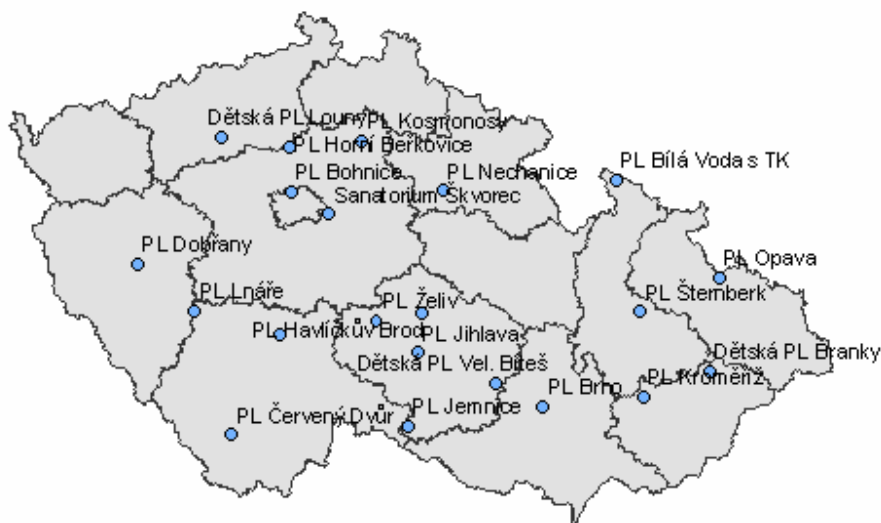 Dětská PL Louny
PL Kosmonosy
PL Horní Beřkovice
PL Bohnice
PL Nechanice
PL Bílá Voda s TK
Sanatorium Škvorec
PL Dobřany
PL Opava
PL Lnáře
PL Želiv
PL Šternberk
PL Havlíčkův Brod
PL Jihlava
Dětská PL Vel. Bíteš
Dětská PL Branky
PL Brno
PL Kroměříž
PL Červený Dvůr
PL Jemnice